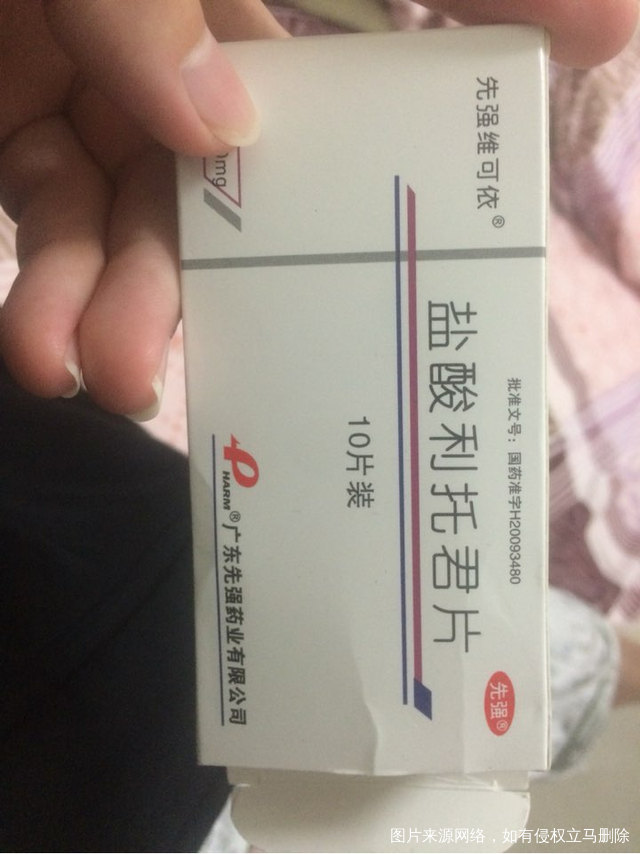 先强维可依®
批准文号：国药准字H20093480
盐酸利托君片
先强®
10片装
mg
PHARM®广东先强药业有限公司
图片来源网络，如有侵权立马删除